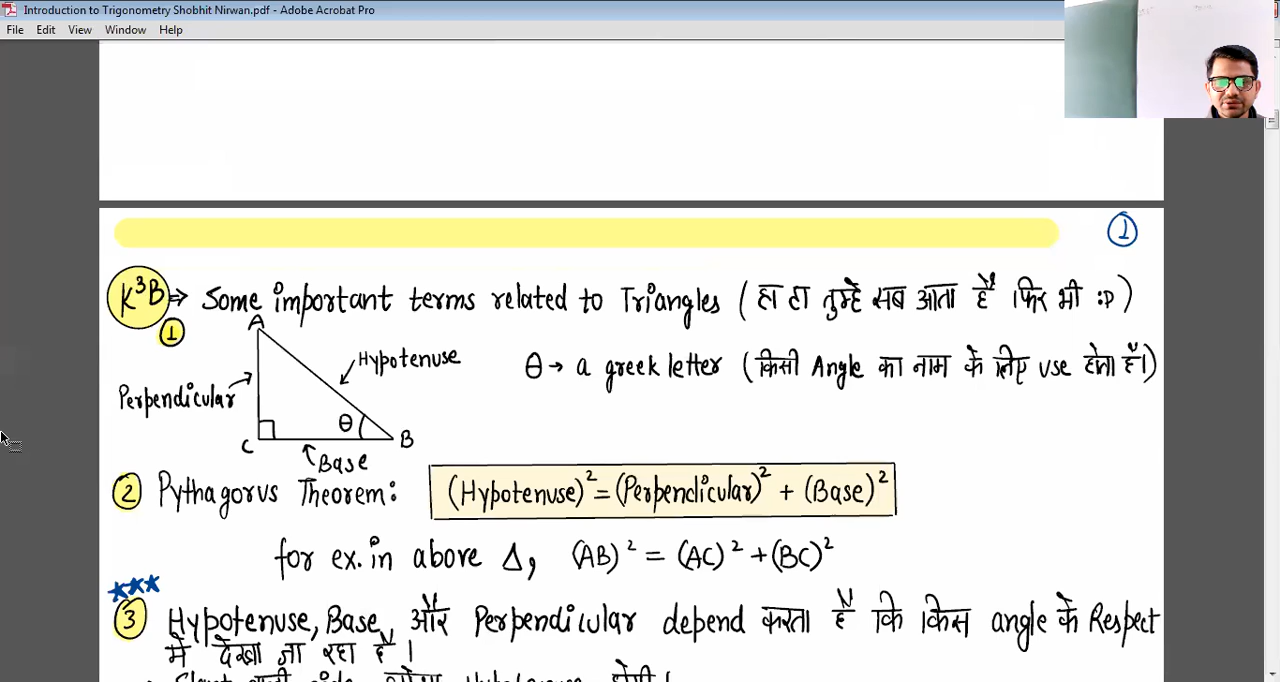 Introduction to Trigonometry Shobhit Nirwan.pdf - Adobe Acrobat Pro
File Edit View Window Help
1
K³B ⇒ Some important terms related to Triangles (हा हा तुम्हे सब आता है फिर भी :P)
1
A
Hypotenuse
θ → a greek letter (किसी Angle का नाम के लिए use होता है।)
Perpendicular
θ
C
B
Base
2 Pythagorus Theorem: (Hypotenuse)² = (Perpendicular)² + (Base)²
for ex. in above Δ, (AB)² = (AC)² + (BC)²
3 Hypotenuse, Base, और Perpendicular depend करता है कि किस angle के Respect
में देखा जा रहा है।